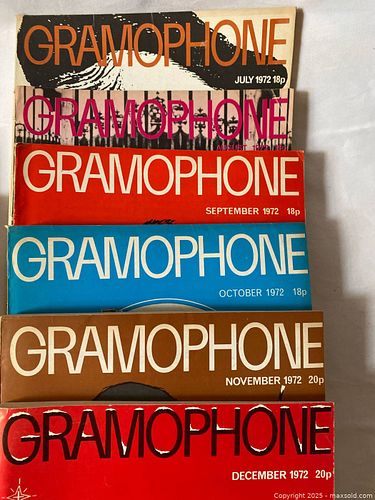 GRAMOPHONE
JULY 1972 18p
GRAMOPHONE
GRAMOPHONE
SEPTEMBER 1972 18p
GRAMOPHONE
OCTOBER 1972 18p
GRAMOPHONE
NOVEMBER 1972 20p
GRAMOPHONE
DECEMBER 1972 20p
Copyright 2025 - maxsold.com